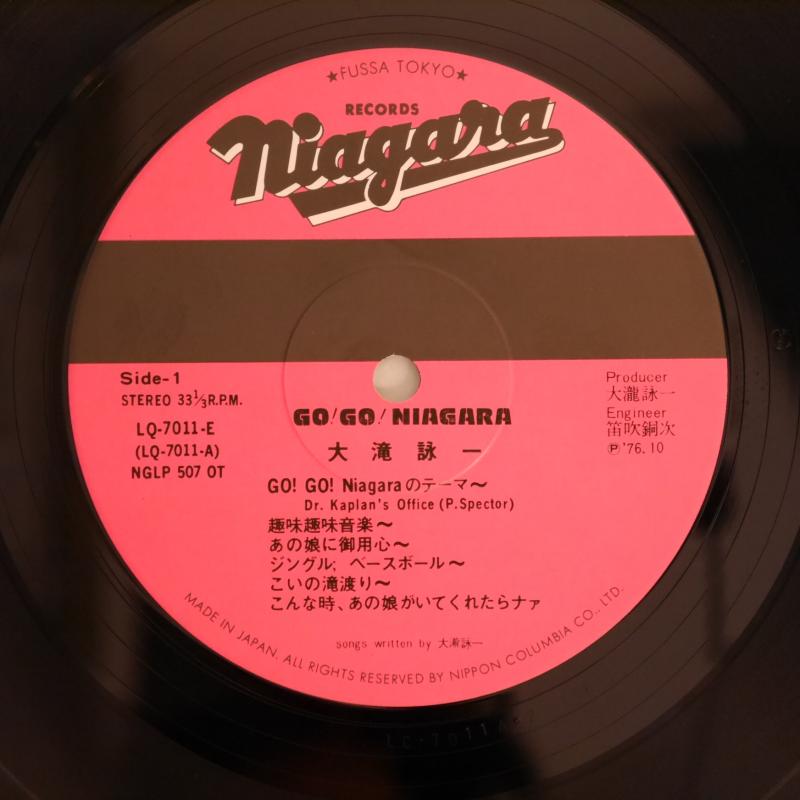 ★FUSSA TOKYO★
RECORDS
Niagara
Side-1
STEREO 33⅓R.P.M.
LQ-7011-E
(LQ-7011-A)
NGLP 507 OT
Producer
大瀧詠一
Engineer
笛吹銅次
Ⓟ'76.10
GO! GO! NIAGARA
大滝詠一
GO! GO! Niagaraのテーマ～
Dr. Kaplan's Office (P.Spector)
趣味趣味音楽～
あの娘に御用心～
ジングル; ベースボール～
こいの滝渡り～
こんな時、あの娘がいてくれたらナァ
songs written by 大瀧詠一
MADE IN JAPAN. ALL RIGHTS RESERVED BY NIPPON COLUMBIA CO., LTD.